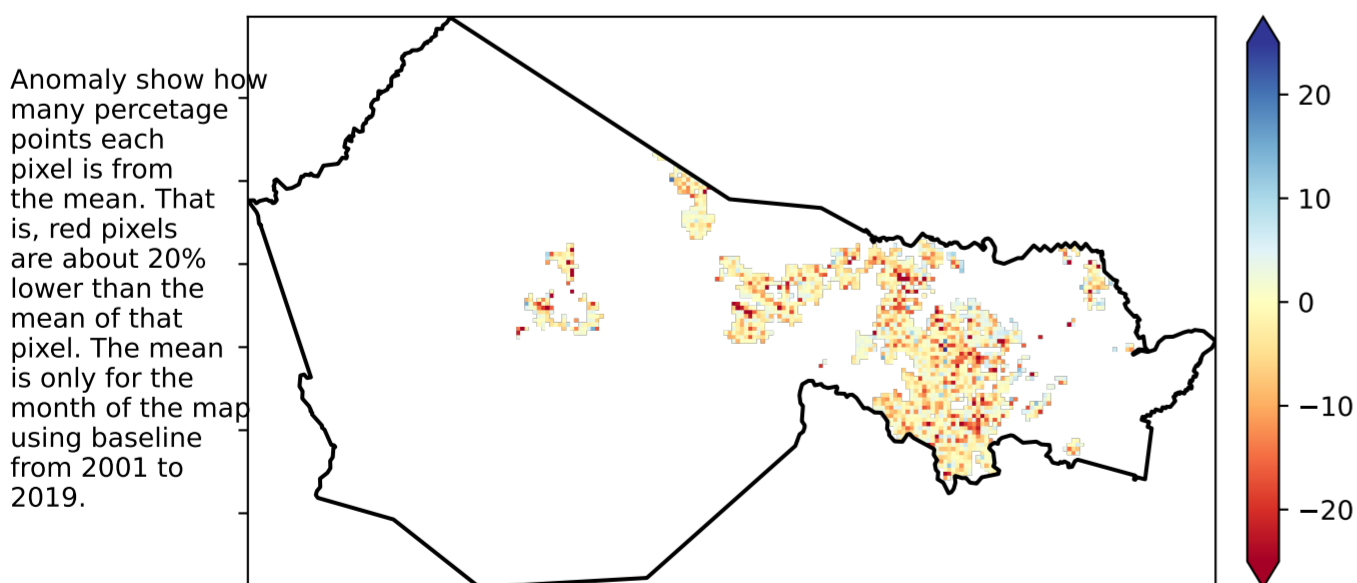 Anomaly show how
many percetage
points each
pixel is from
the mean. That
is, red pixels
are about 20%
lower than the
mean of that
pixel. The mean
is only for the
month of the map
using baseline
from 2001 to
2019.
20
10
0
−10
−20